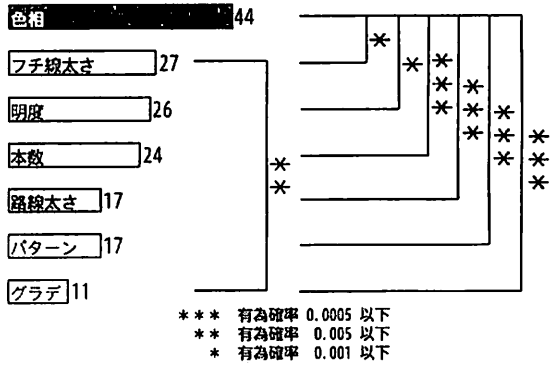 色相 44
フチ線太さ 27
明度 26
本数 24
路線太さ 17
パターン 17
グラデ 11
*
*
***
***
***
***
**
*** 有為確率 0.0005 以下
** 有為確率 0.005 以下
* 有為確率 0.001 以下